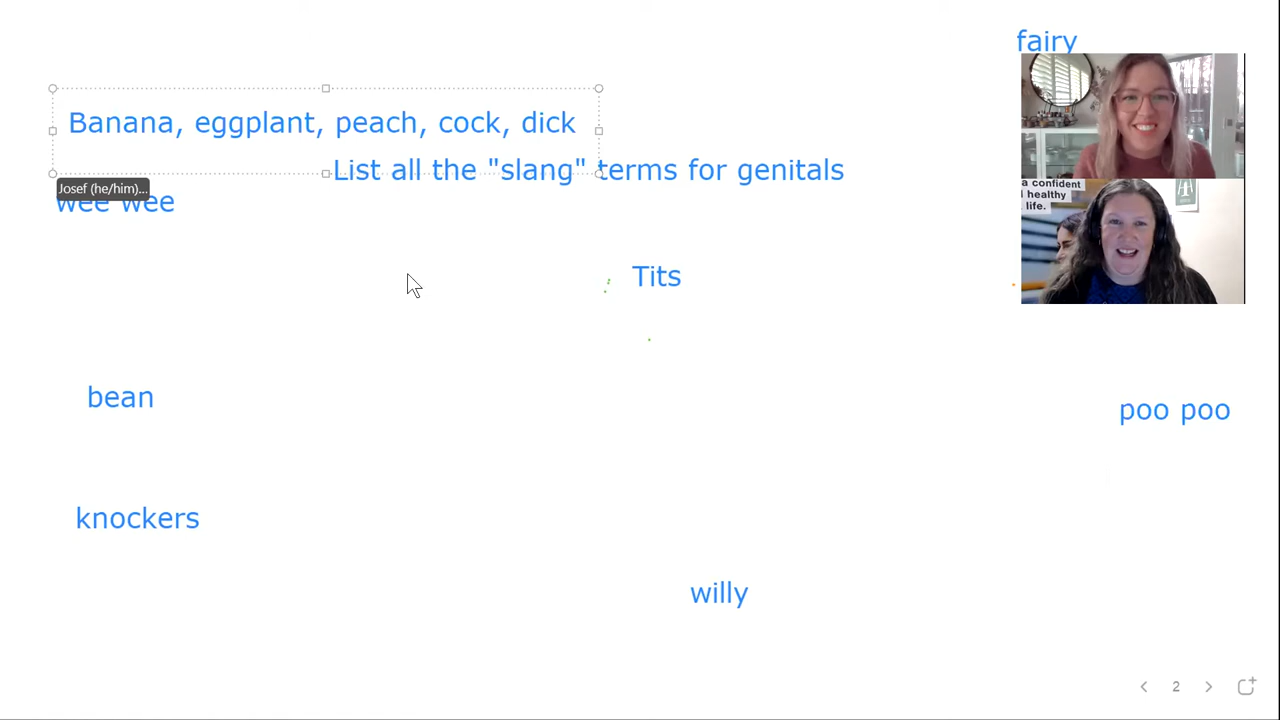 fairy
Banana, eggplant, peach, cock, dick
List all the "slang" terms for genitals
Josef (he/him)...
wee wee
a confident
healthy
life.
Tits
bean
poo poo
knockers
willy
2